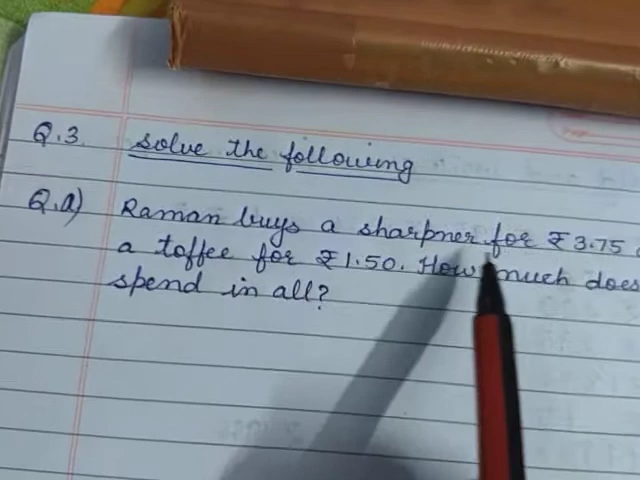 Q.3. Solve the following
Q.a) Raman buys a sharpner for ₹3.75
a toffee for ₹1.50. How much does
spend in all?